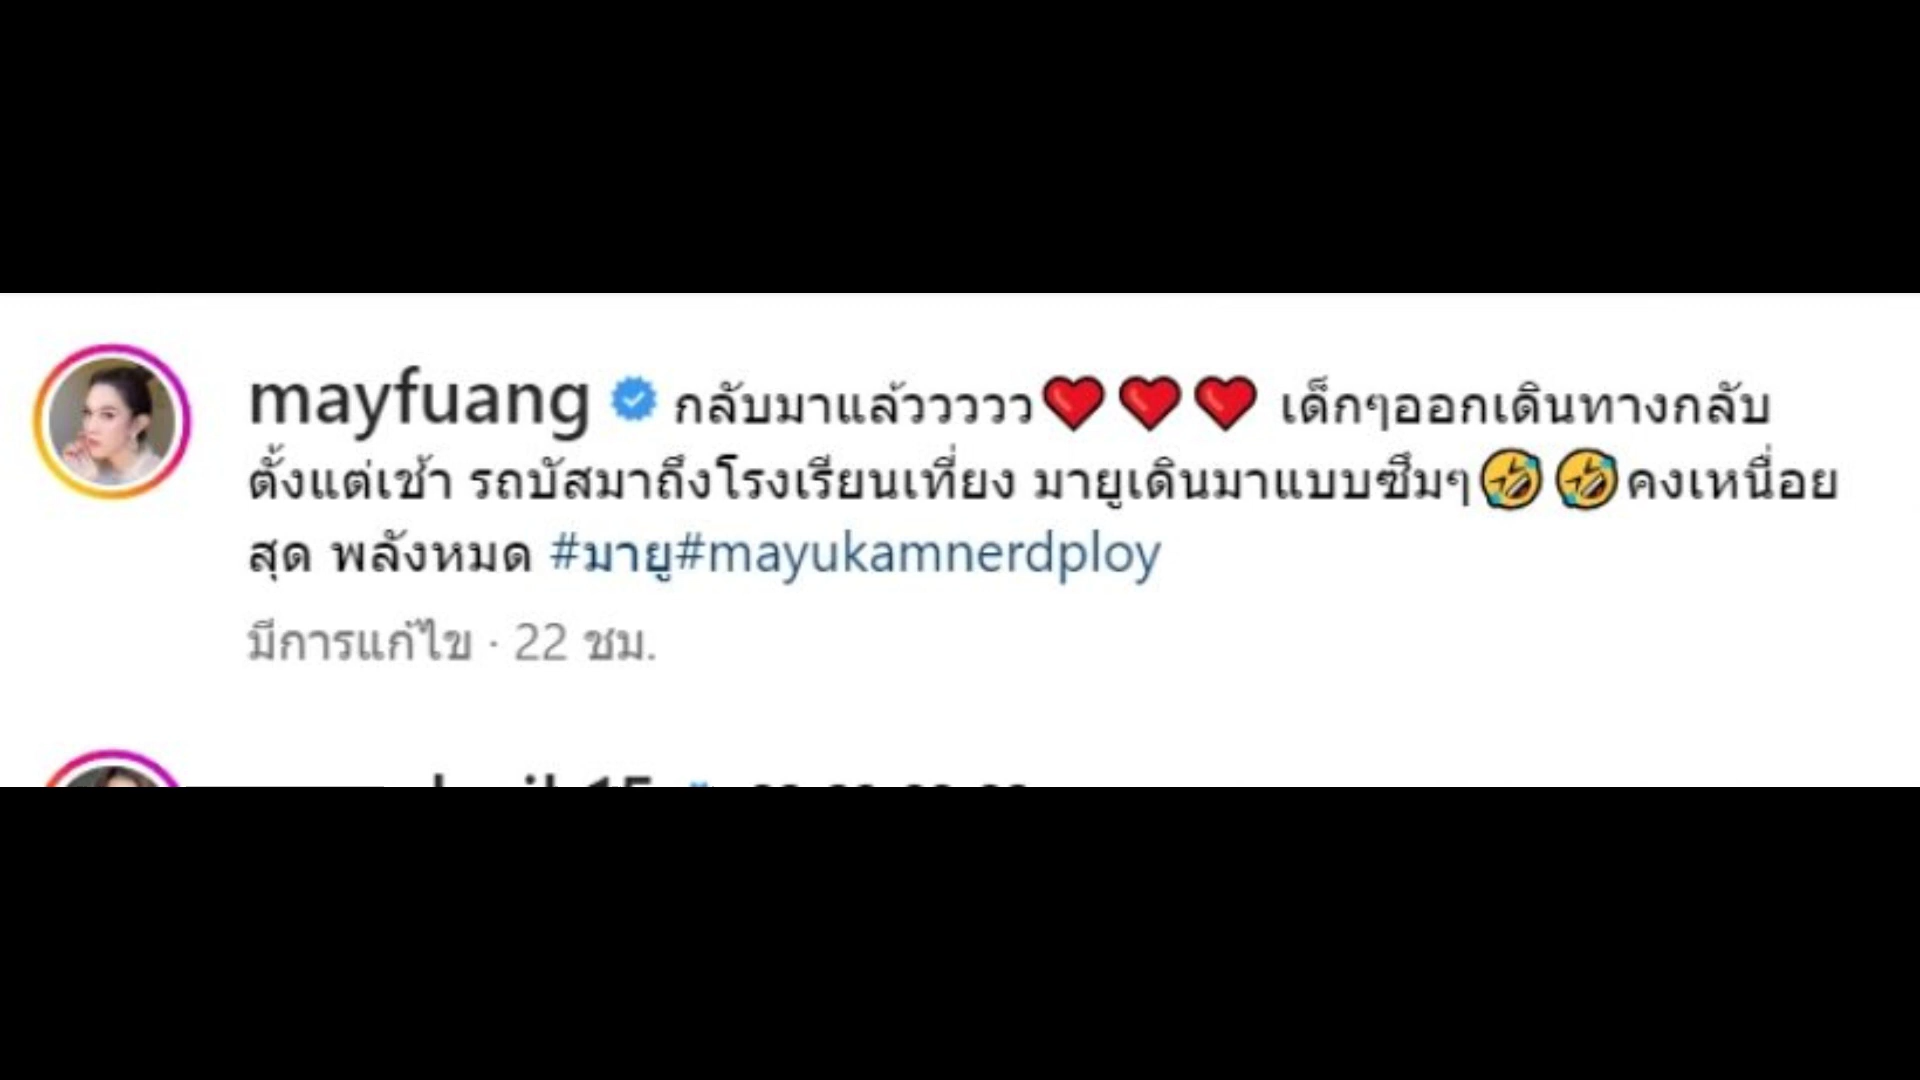 mayfuang กลับมาแล้ววววว❤️❤️❤️ เด็กๆออกเดินทางกลับ
ตั้งแต่เช้า รถบัสมาถึงโรงเรียนเที่ยง มายูเดินมาแบบซึมๆ🤣🤣คงเหนื่อย
สุด พลังหมด #มายู#mayukamnerdploy
มีการแก้ไข · 22 ชม.